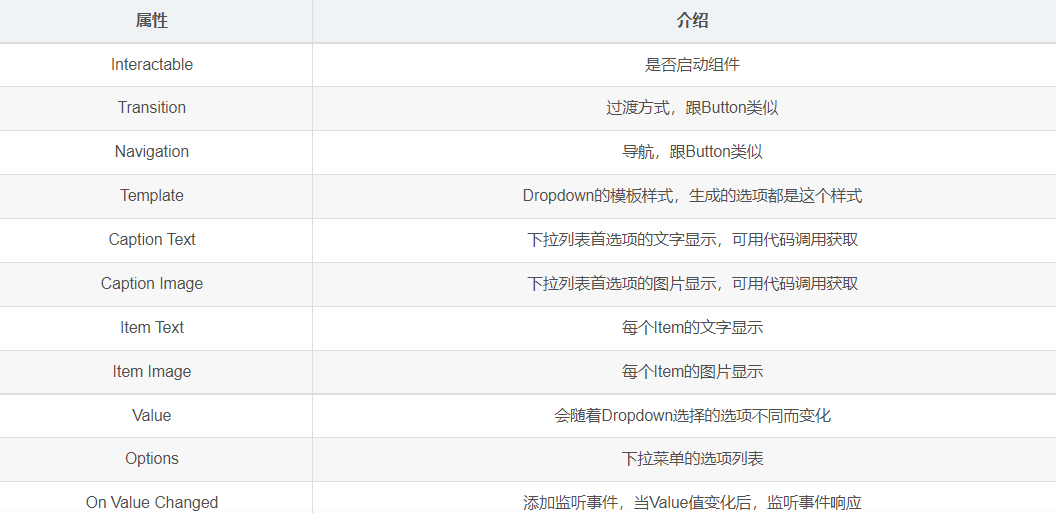 属性 介绍
Interactable 是否启动组件
Transition 过渡方式，跟Button类似
Navigation 导航，跟Button类似
Template Dropdown的模板样式，生成的选项都是这个样式
Caption Text 下拉列表首选项的文字显示，可用代码调用获取
Caption Image 下拉列表首选项的图片显示，可用代码调用获取
Item Text 每个Item的文字显示
Item Image 每个Item的图片显示
Value 会随着Dropdown选择的选项不同而变化
Options 下拉菜单的选项列表
On Value Changed 添加监听事件，当Value值变化后，监听事件响应